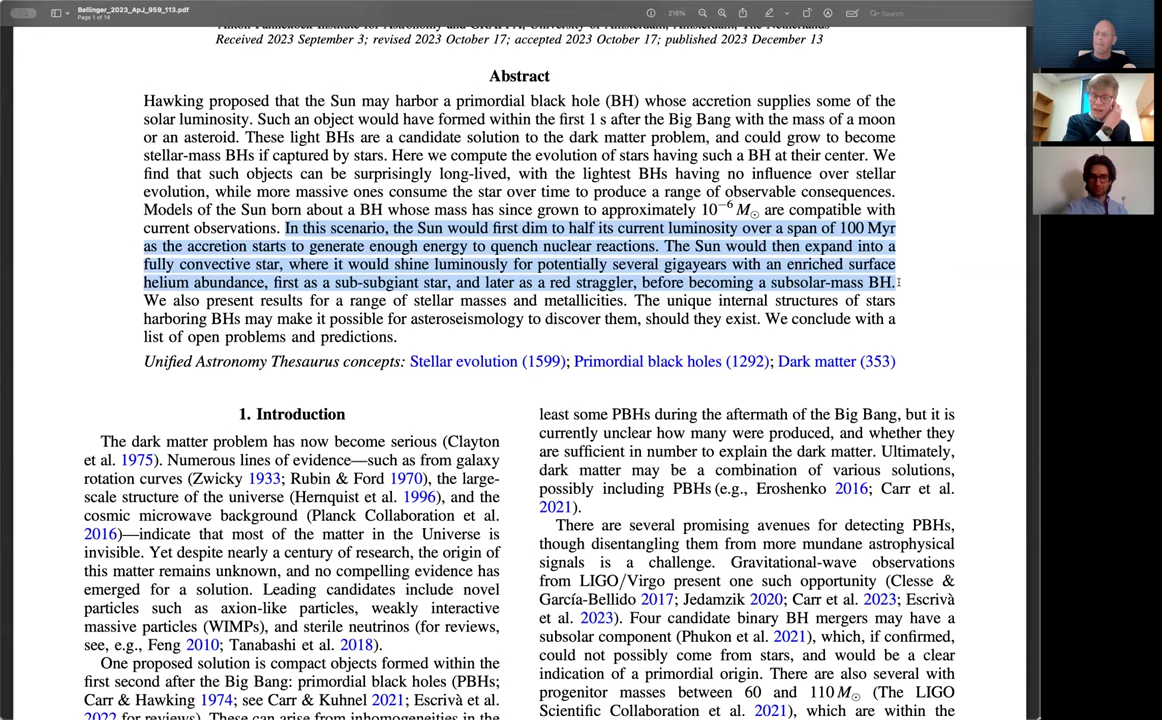 Bellinger_2023_ApJ_959_113.pdf
Page 1 of 14
216%
Search
Received 2023 September 3; revised 2023 October 17; accepted 2023 October 17; published 2023 December 13
Abstract
Hawking proposed that the Sun may harbor a primordial black hole (BH) whose accretion supplies some of the
solar luminosity. Such an object would have formed within the first 1 s after the Big Bang with the mass of a moon
or an asteroid. These light BHs are a candidate solution to the dark matter problem, and could grow to become
stellar-mass BHs if captured by stars. Here we compute the evolution of stars having such a BH at their center. We
find that such objects can be surprisingly long-lived, with the lightest BHs having no influence over stellar
evolution, while more massive ones consume the star over time to produce a range of observable consequences.
Models of the Sun born about a BH whose mass has since grown to approximately 10⁻⁶ M☉ are compatible with
current observations. In this scenario, the Sun would first dim to half its current luminosity over a span of 100 Myr
as the accretion starts to generate enough energy to quench nuclear reactions. The Sun would then expand into a
fully convective star, where it would shine luminously for potentially several gigayears with an enriched surface
helium abundance, first as a sub-subgiant star, and later as a red straggler, before becoming a subsolar-mass BH.
We also present results for a range of stellar masses and metallicities. The unique internal structures of stars
harboring BHs may make it possible for asteroseismology to discover them, should they exist. We conclude with a
list of open problems and predictions.
Unified Astronomy Thesaurus concepts: Stellar evolution (1599); Primordial black holes (1292); Dark matter (353)
1. Introduction
The dark matter problem has now become serious (Clayton
et al. 1975). Numerous lines of evidence—such as from galaxy
rotation curves (Zwicky 1933; Rubin & Ford 1970), the large-
scale structure of the universe (Hernquist et al. 1996), and the
cosmic microwave background (Planck Collaboration et al.
2016)—indicate that most of the matter in the Universe is
invisible. Yet despite nearly a century of research, the origin of
this matter remains unknown, and no compelling evidence has
emerged for a solution. Leading candidates include novel
particles such as axion-like particles, weakly interactive
massive particles (WIMPs), and sterile neutrinos (for reviews,
see, e.g., Feng 2010; Tanabashi et al. 2018).
One proposed solution is compact objects formed within the
first second after the Big Bang: primordial black holes (PBHs;
Carr & Hawking 1974; see Carr & Kuhnel 2021; Escrivà et al.
2022 for reviews). These can arise from inhomogeneities in the
least some PBHs during the aftermath of the Big Bang, but it is
currently unclear how many were produced, and whether they
are sufficient in number to explain the dark matter. Ultimately,
dark matter may be a combination of various solutions,
possibly including PBHs (e.g., Eroshenko 2016; Carr et al.
2021).
There are several promising avenues for detecting PBHs,
though disentangling them from more mundane astrophysical
signals is a challenge. Gravitational-wave observations
from LIGO/Virgo present one such opportunity (Clesse &
García-Bellido 2017; Jedamzik 2020; Carr et al. 2023; Escrivà
et al. 2023). Four candidate binary BH mergers may have a
subsolar component (Phukon et al. 2021), which, if confirmed,
could not possibly come from stars, and would be a clear
indication of a primordial origin. There are also several with
progenitor masses between 60 and 110 M☉ (The LIGO
Scientific Collaboration et al. 2021), which are within the